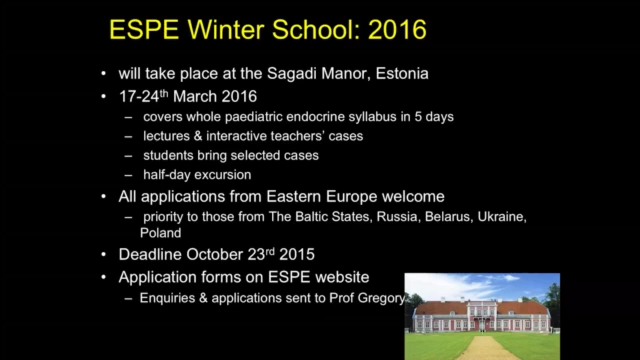 ESPE Winter School: 2016
• will take place at the Sagadi Manor, Estonia
• 17-24th March 2016
– covers whole paediatric endocrine syllabus in 5 days
– lectures & interactive teachers' cases
– students bring selected cases
– half-day excursion
• All applications from Eastern Europe welcome
– priority to those from The Baltic States, Russia, Belarus, Ukraine,
Poland
• Deadline October 23rd 2015
• Application forms on ESPE website
– Enquiries & applications sent to Prof Gregory